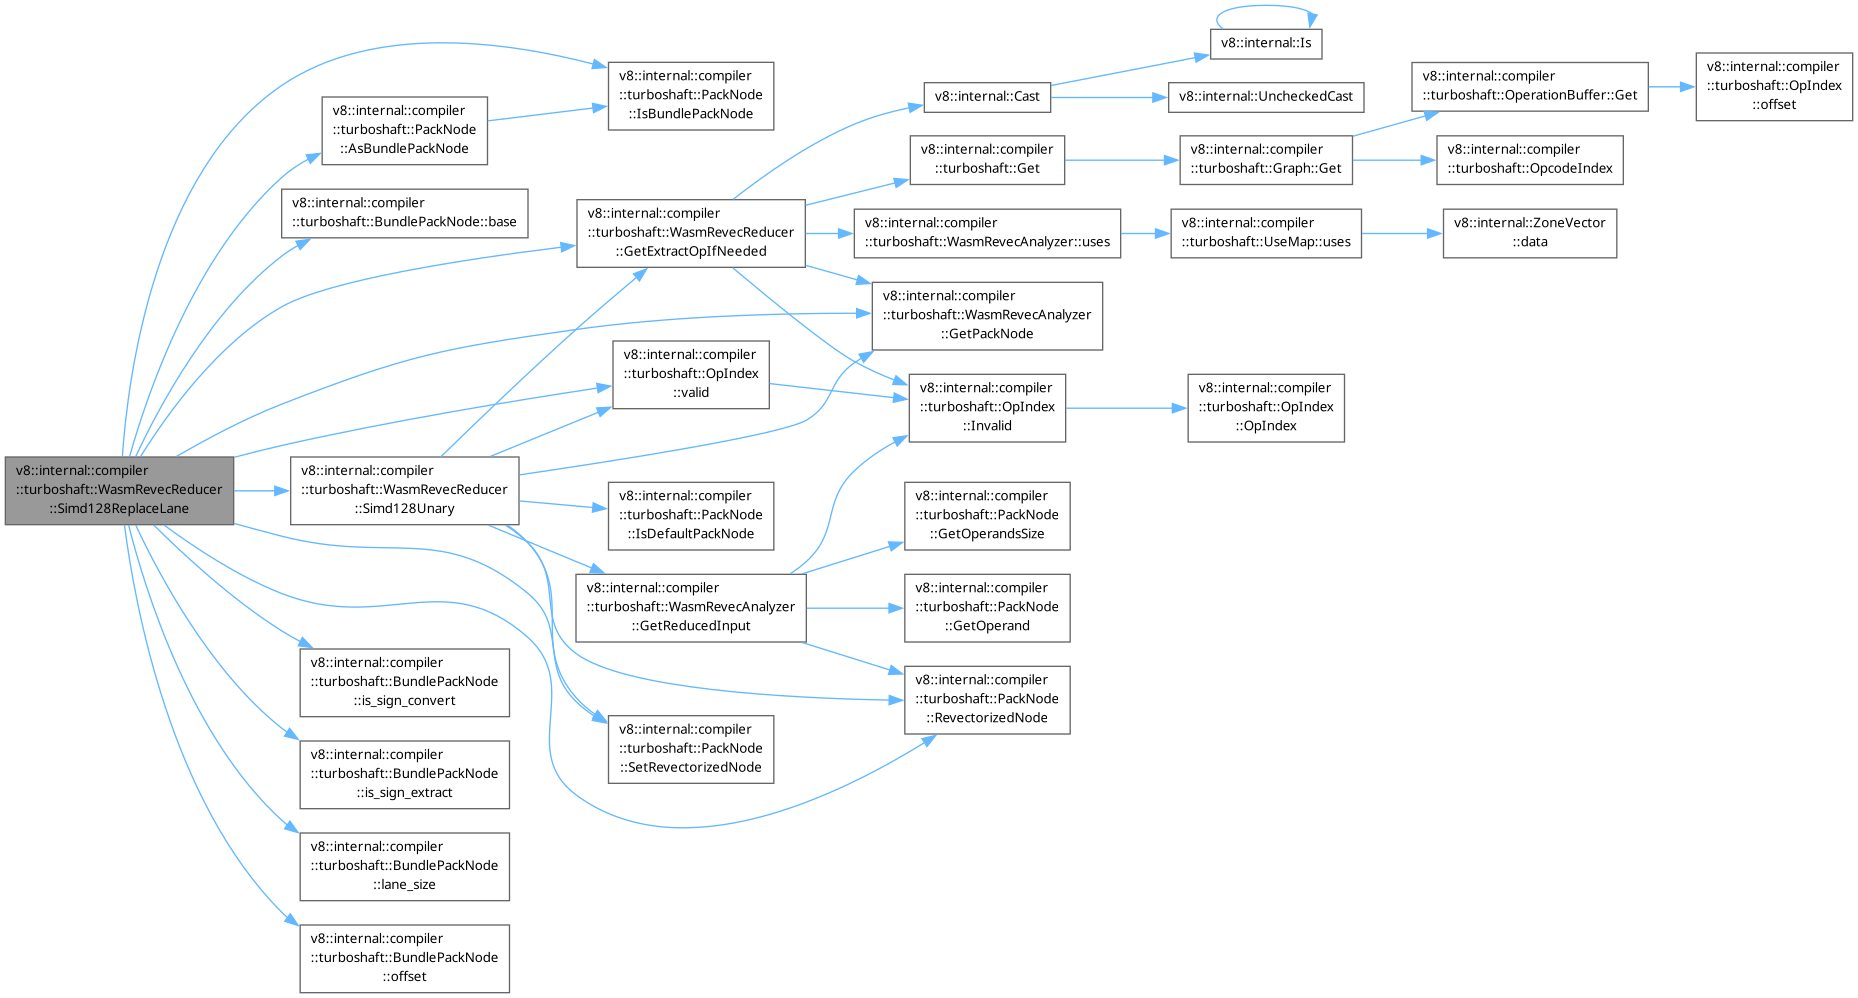 v8::internal::compiler
::turboshaft::WasmRevecReducer
::Simd128ReplaceLane
v8::internal::compiler
::turboshaft::PackNode
::AsBundlePackNode
v8::internal::compiler
::turboshaft::BundlePackNode::base
v8::internal::compiler
::turboshaft::WasmRevecReducer
::Simd128Unary
v8::internal::compiler
::turboshaft::BundlePackNode
::is_sign_convert
v8::internal::compiler
::turboshaft::BundlePackNode
::is_sign_extract
v8::internal::compiler
::turboshaft::BundlePackNode
::lane_size
v8::internal::compiler
::turboshaft::BundlePackNode
::offset
v8::internal::compiler
::turboshaft::PackNode
::IsBundlePackNode
v8::internal::compiler
::turboshaft::WasmRevecReducer
::GetExtractOpIfNeeded
v8::internal::compiler
::turboshaft::OpIndex
::valid
v8::internal::compiler
::turboshaft::PackNode
::IsDefaultPackNode
v8::internal::compiler
::turboshaft::WasmRevecAnalyzer
::GetReducedInput
v8::internal::compiler
::turboshaft::PackNode
::SetRevectorizedNode
v8::internal::Cast
v8::internal::compiler
::turboshaft::Get
v8::internal::compiler
::turboshaft::WasmRevecAnalyzer::uses
v8::internal::compiler
::turboshaft::WasmRevecAnalyzer
::GetPackNode
v8::internal::compiler
::turboshaft::OpIndex
::Invalid
v8::internal::compiler
::turboshaft::PackNode
::GetOperandsSize
v8::internal::compiler
::turboshaft::PackNode
::GetOperand
v8::internal::compiler
::turboshaft::PackNode
::RevectorizedNode
v8::internal::Is
v8::internal::UncheckedCast
v8::internal::compiler
::turboshaft::Graph::Get
v8::internal::compiler
::turboshaft::UseMap::uses
v8::internal::compiler
::turboshaft::OpIndex
::OpIndex
v8::internal::compiler
::turboshaft::OperationBuffer::Get
v8::internal::compiler
::turboshaft::OpcodeIndex
v8::internal::ZoneVector
::data
v8::internal::compiler
::turboshaft::OpIndex
::offset